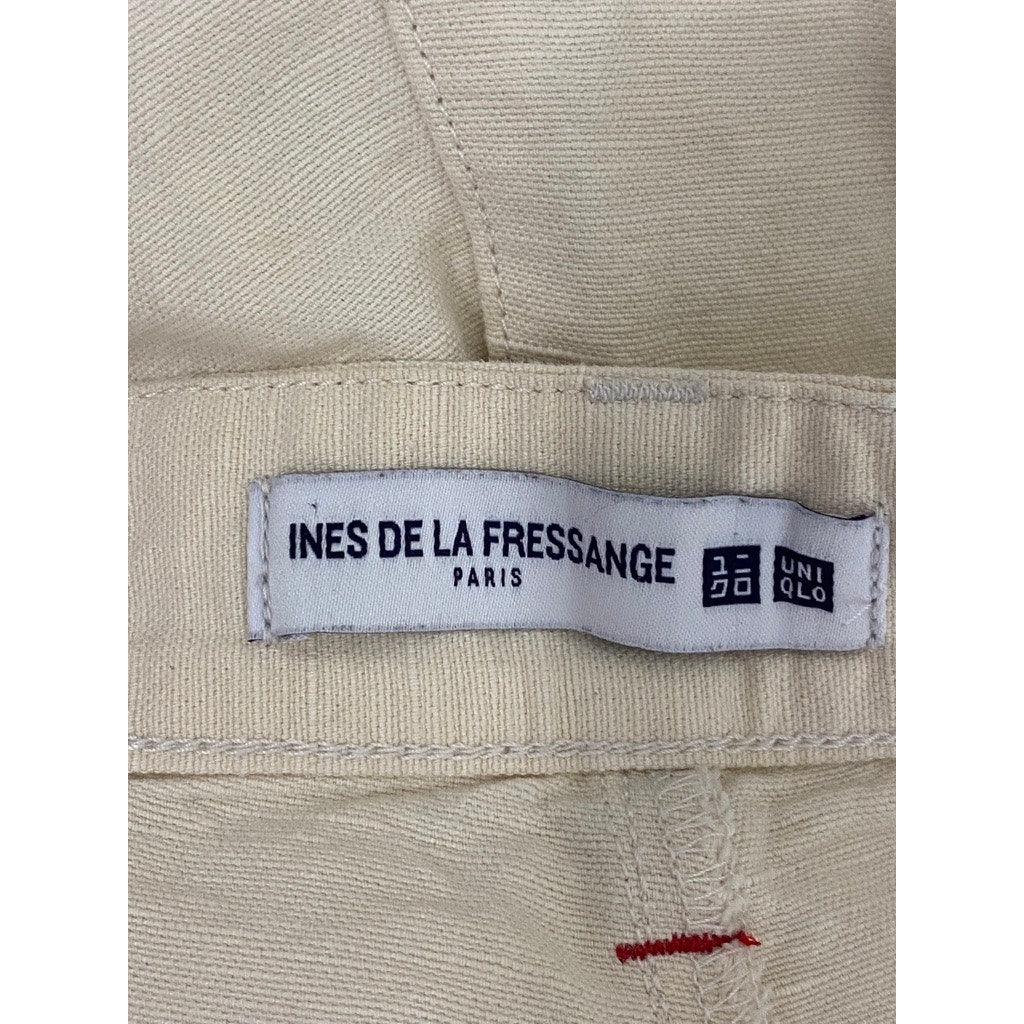 INES DE LA FRESSANGE
PARIS
ユニ
クロ
UNI
QLO